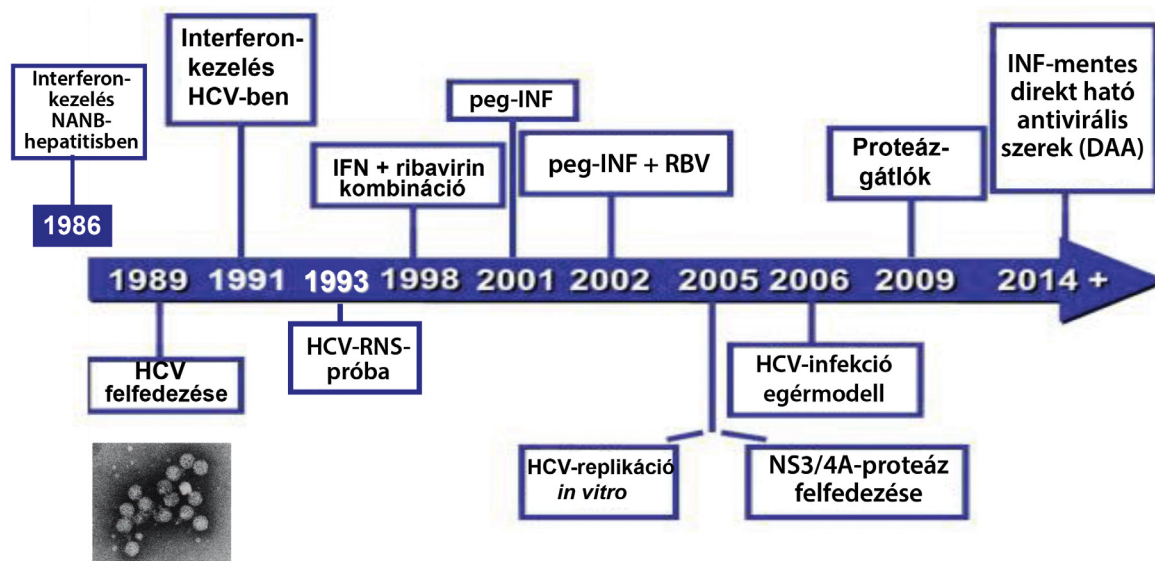 Interferon-
kezelés
NANB-
hepatitisben
1986
Interferon-
kezelés
HCV-ben
IFN + ribavirin
kombináció
peg-INF
peg-INF + RBV
Proteáz-
gátlók
INF-mentes
direkt ható
antivirális
szerek (DAA)
1989 1991 1993 1998 2001 2002 2005 2006 2009 2014 +
HCV
felfedezése
HCV-RNS-
próba
HCV-replikáció
in vitro
NS3/4A-proteáz
felfedezése
HCV-infekció
egérmodell